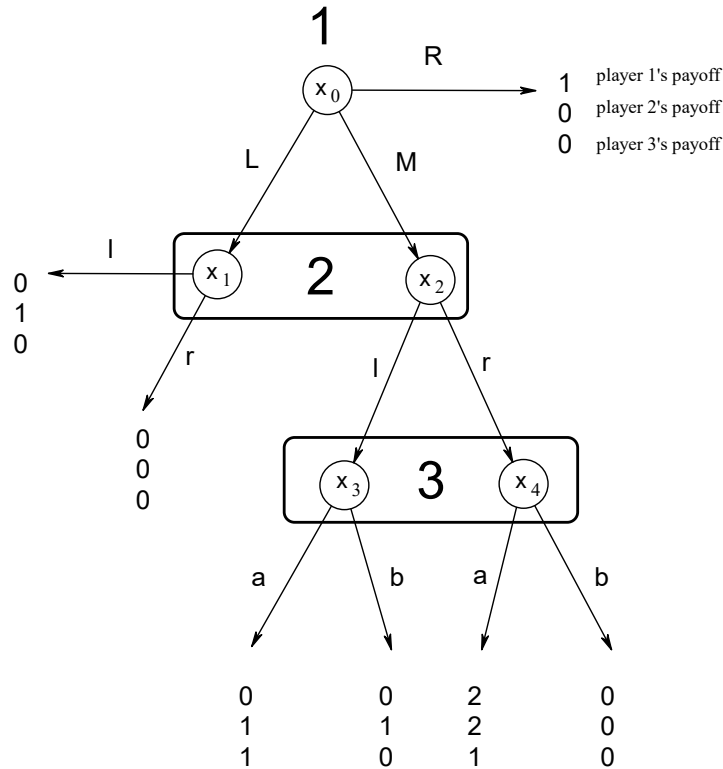 1
R
x0
1 player 1's payoff
0 player 2's payoff
0 player 3's payoff
L
M
l
x1
2
x2
0
1
0
r
l
r
0
0
0
x3
3
x4
a
b
a
b
0 0 2 0
1 1 2 0
1 0 1 0